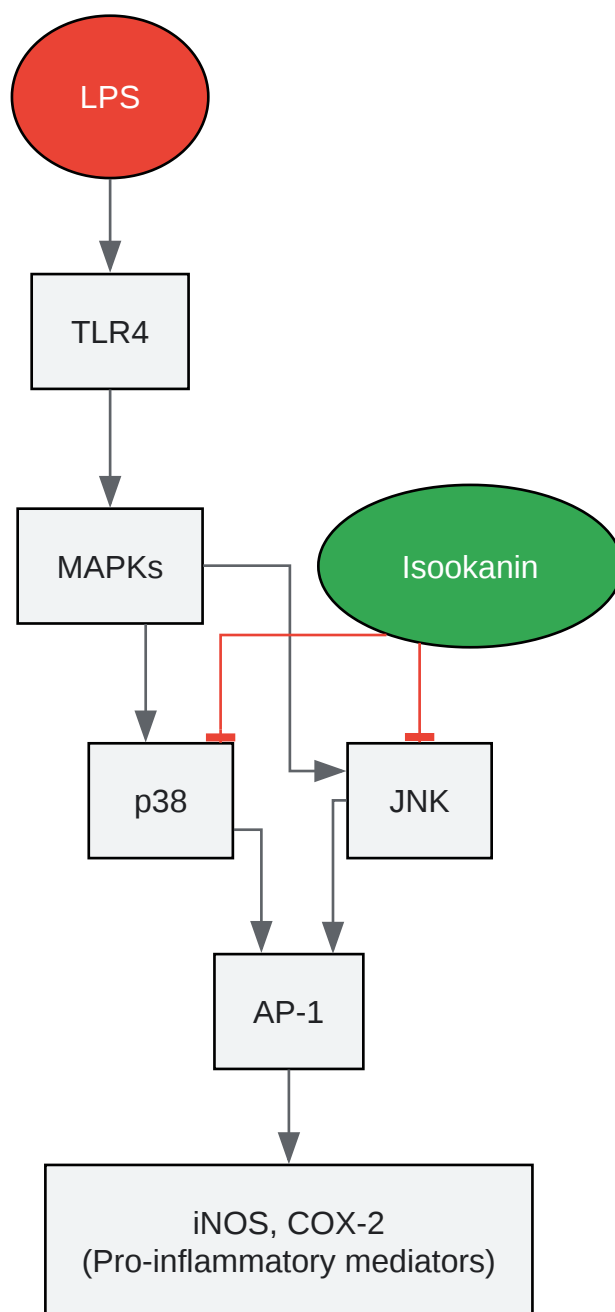 LPS
TLR4
MAPKs
Isookanin
p38
JNK
AP-1
iNOS, COX-2
(Pro-inflammatory mediators)